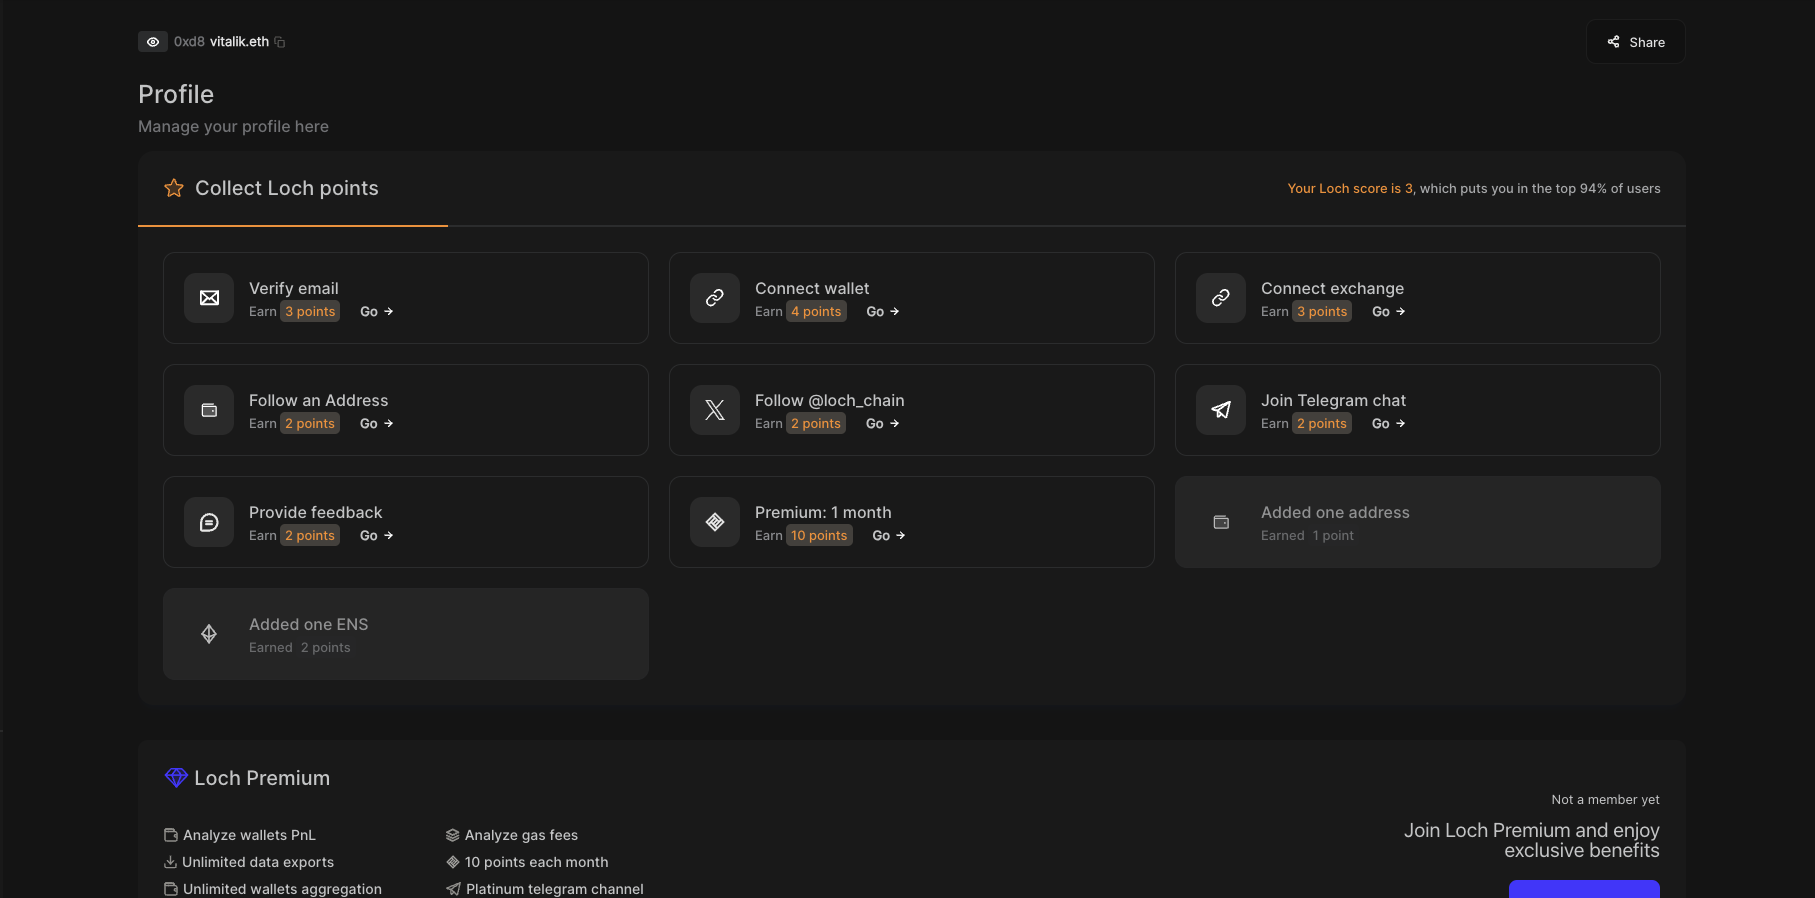 0xd8 vitalik.eth
Share
Profile
Manage your profile here
Collect Loch points
Your Loch score is 3, which puts you in the top 94% of users
Verify email
Earn 3 points Go →
Connect wallet
Earn 4 points Go →
Connect exchange
Earn 3 points Go →
Follow an Address
Earn 2 points Go →
Follow @loch_chain
Earn 2 points Go →
Join Telegram chat
Earn 2 points Go →
Provide feedback
Earn 2 points Go →
Premium: 1 month
Earn 10 points Go →
Added one address
Earned 1 point
Added one ENS
Earned 2 points
Loch Premium
Analyze wallets PnL
Analyze gas fees
Unlimited data exports
10 points each month
Unlimited wallets aggregation
Platinum telegram channel
Not a member yet
Join Loch Premium and enjoy
exclusive benefits